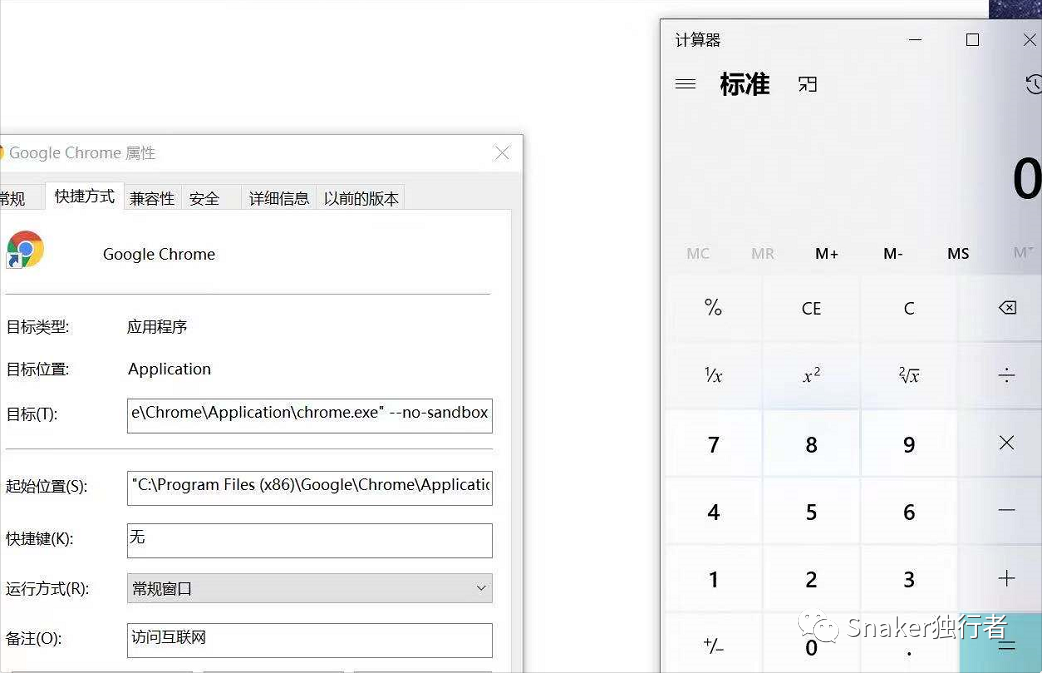 Google Chrome 属性
常规 快捷方式 兼容性 安全 详细信息 以前的版本
Google Chrome
目标类型: 应用程序
目标位置: Application
目标(T): e\Chrome\Application\chrome.exe" --no-sandbox
起始位置(S): "C:\Program Files (x86)\Google\Chrome\Applicatio
快捷键(K): 无
运行方式(R): 常规窗口
备注(O): 访问互联网
计算器
标准
0
MC MR M+ M- MS M˅
% CE C
¹/x x² ²√x ÷
7 8 9 ×
4 5 6 −
1 2 3 +
+/− 0 . =
Snaker独行者